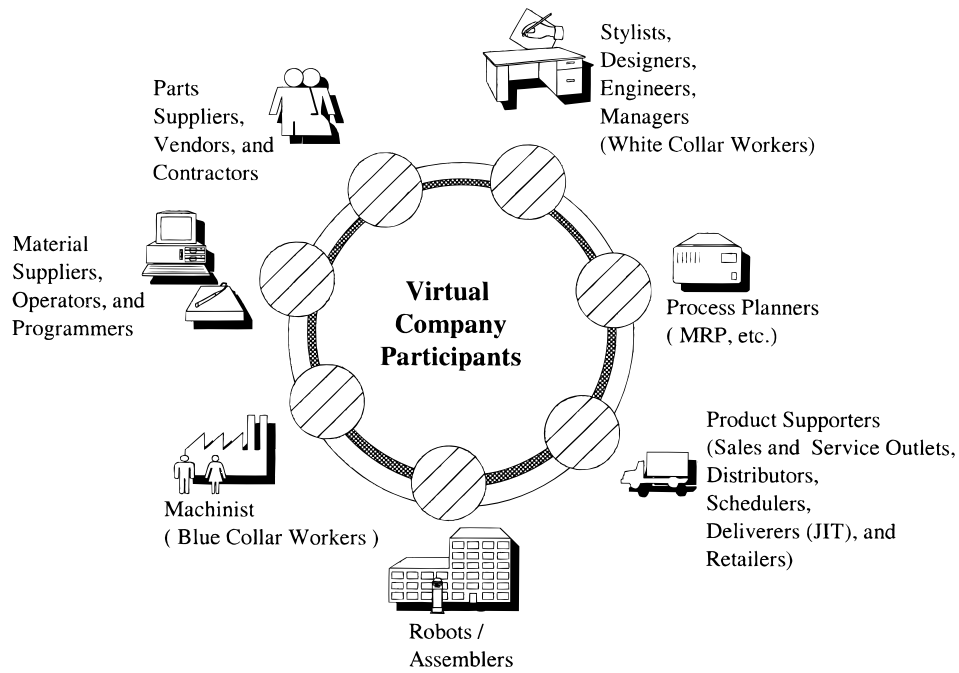 Stylists,
Designers,
Engineers,
Managers
(White Collar Workers)
Parts
Suppliers,
Vendors, and
Contractors
Material
Suppliers,
Operators, and
Programmers
Virtual
Company
Participants
Process Planners
( MRP, etc.)
Product Supporters
(Sales and Service Outlets,
Distributors,
Schedulers,
Deliverers (JIT), and
Retailers)
Machinist
( Blue Collar Workers )
Robots /
Assemblers